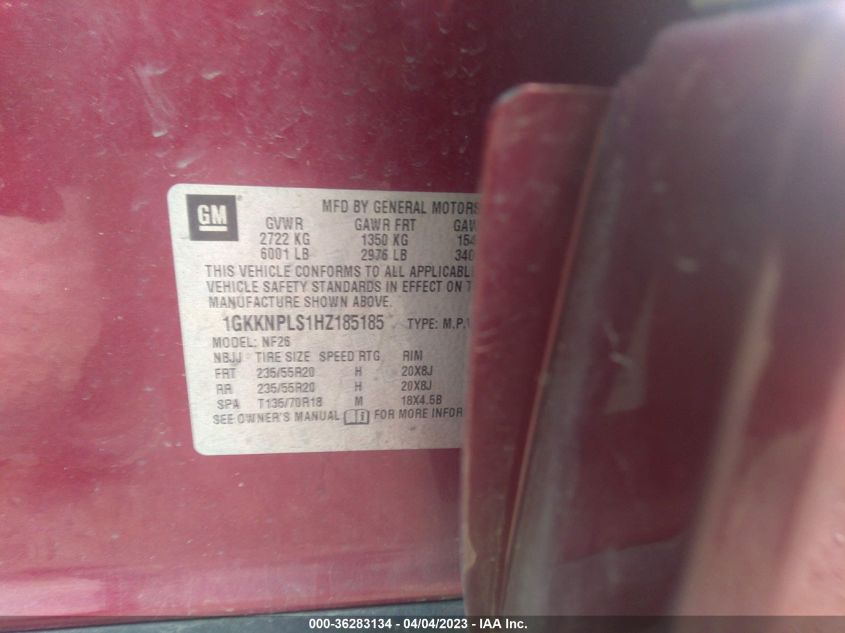 GM
MFD BY GENERAL MOTORS
GVWR GAWR FRT GAW
2722 KG 1350 KG 154
6001 LB 2976 LB 340
THIS VEHICLE CONFORMS TO ALL APPLICABL
VEHICLE SAFETY STANDARDS IN EFFECT ON T
MANUFACTURE SHOWN ABOVE.
1GKKNPLS1HZ185185 TYPE: M.P.V
MODEL: NF26
NBJJ TIRE SIZE SPEED RTG RIM
FRT 235/55R20 H 20X8J
RR 235/55R20 H 20X8J
SPA T135/70R18 M 18X4.5B
SEE OWNER'S MANUAL FOR MORE INFOR
000-36283134 - 04/04/2023 - IAA Inc.